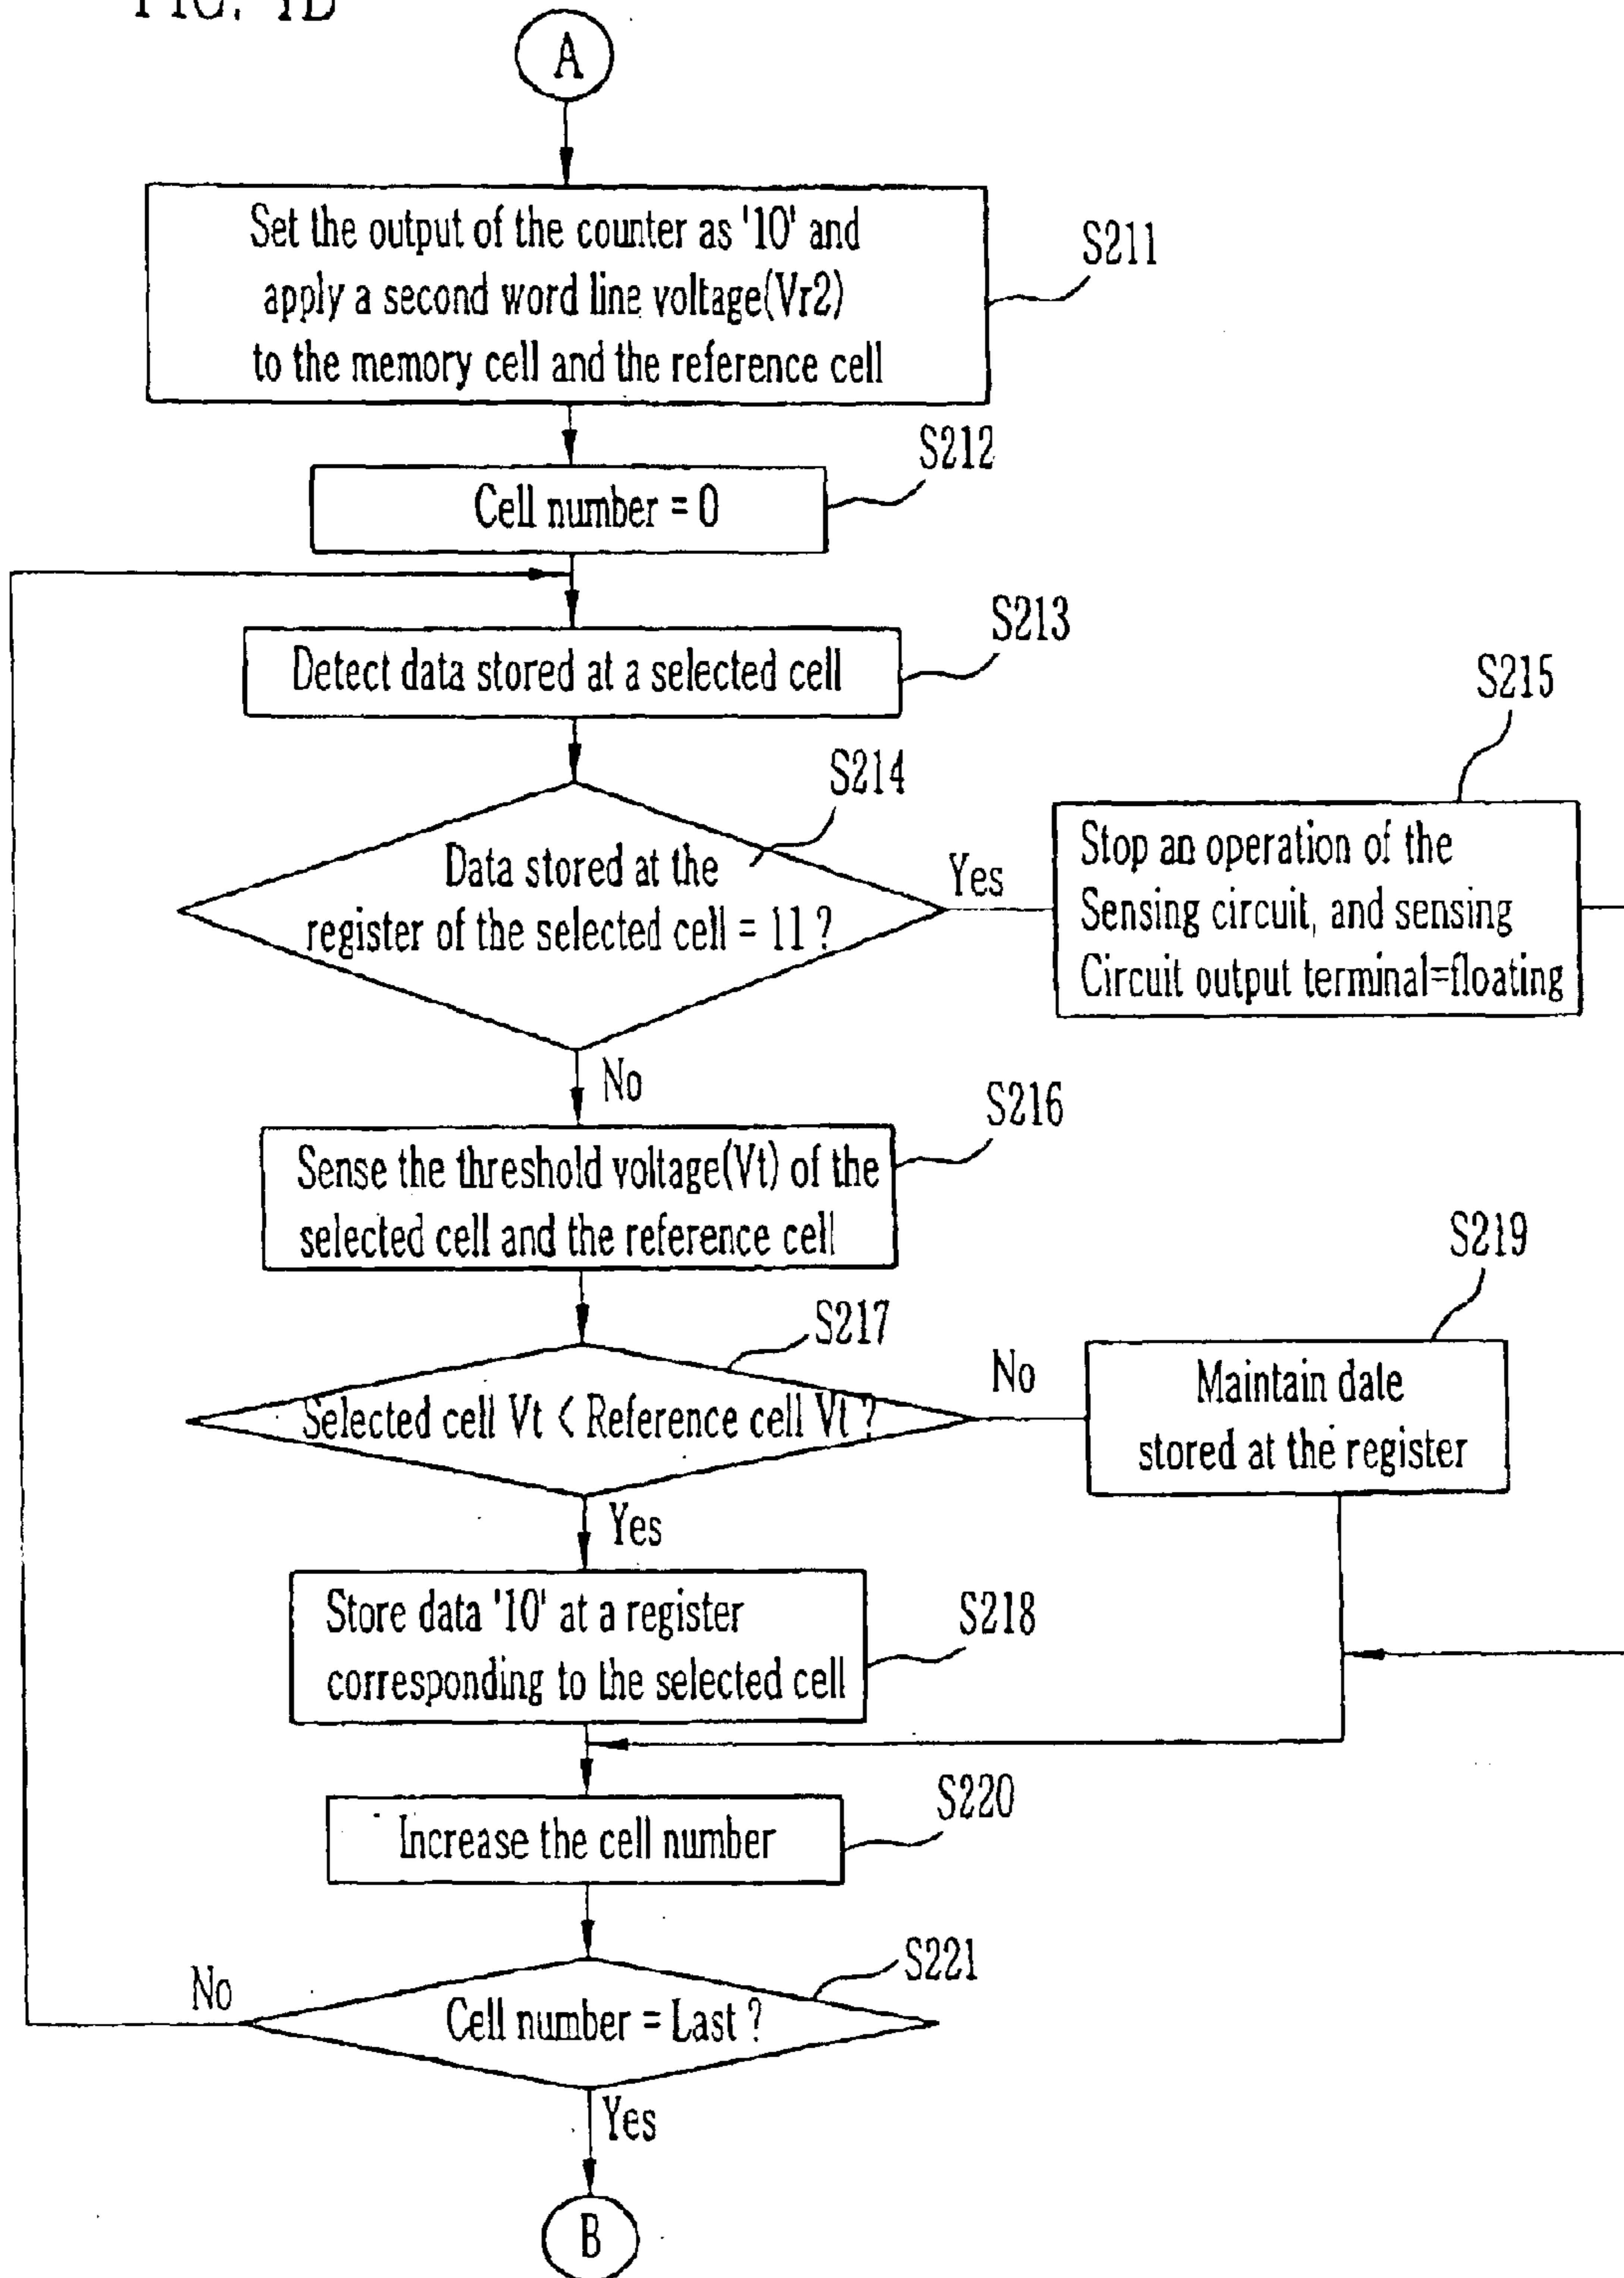 FIG. 4B
A
Set the output of the counter as '10' and
apply a second word line voltage(Vr2)
to the memory cell and the reference cell
S211
S212
Cell number = 0
S213
Detect data stored at a selected cell
S214
S215
Data stored at the
register of the selected cell = 11 ?
Yes
Stop an operation of the
Sensing circuit, and sensing
Circuit output terminal=floating
No
S216
Sense the threshold voltage(Vt) of the
selected cell and the reference cell
S219
S217
Selected cell Vt < Reference cell Vt ?
No
Maintain date
stored at the register
Yes
Store data '10' at a register
corresponding to the selected cell
S218
S220
Increase the cell number
S221
No
Cell number = Last ?
Yes
B